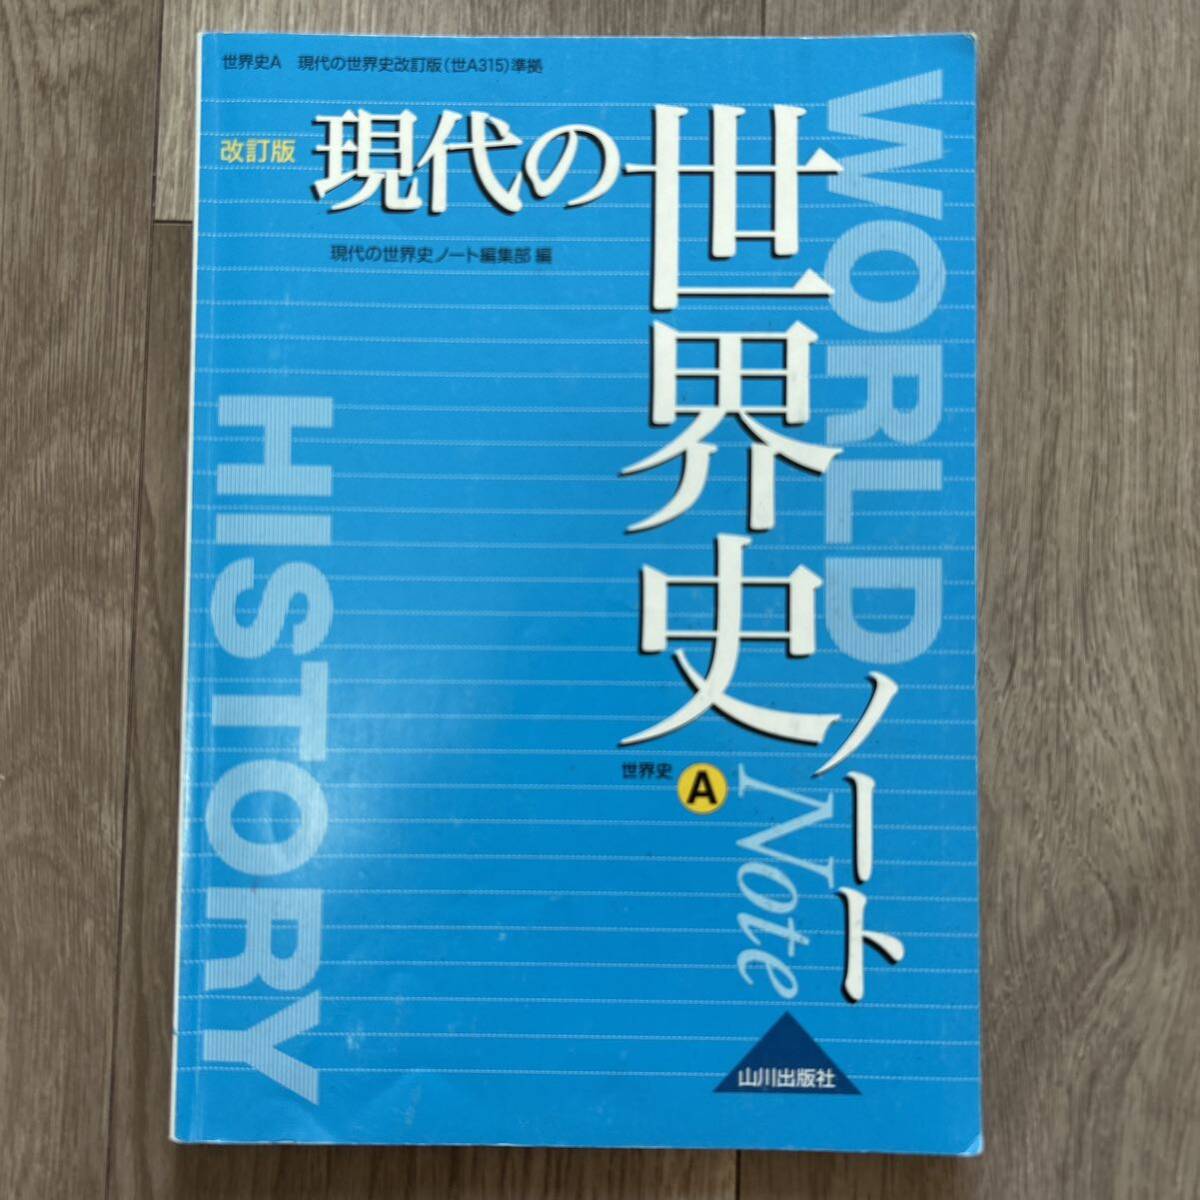 世界史A 現代の世界史改訂版(世A315)準拠
改訂版
現代の
世界史
ノート
現代の世界史ノート編集部 編
世界史 A
WORLD
HISTORY
Note
山川出版社